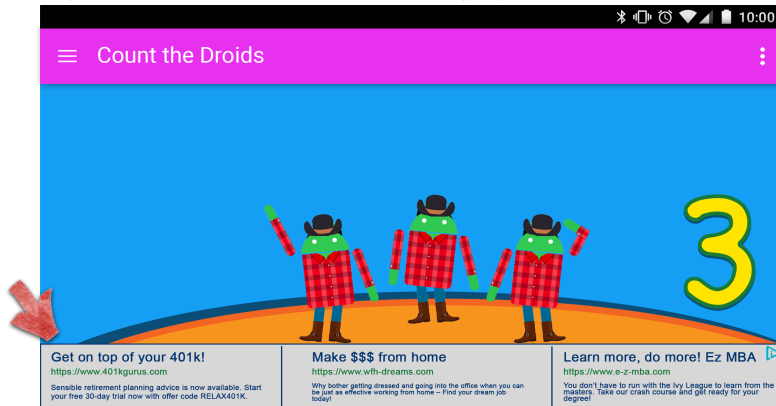 10:00
Count the Droids
3
Get on top of your 401k!
https://www.401kgurus.com
Sensible retirement planning advice is now available. Start
your free 30-day trial now with offer code RELAX401K.
Make $$$ from home
https://www.wfh-dreams.com
Why bother getting dressed and going into the office when you can
be just as effective working from home – Find your dream job
today!
Learn more, do more! Ez MBA
https://www.e-z-mba.com
You don't have to run with the Ivy League to learn from the
masters. Take our crash course and get ready for your
degree!